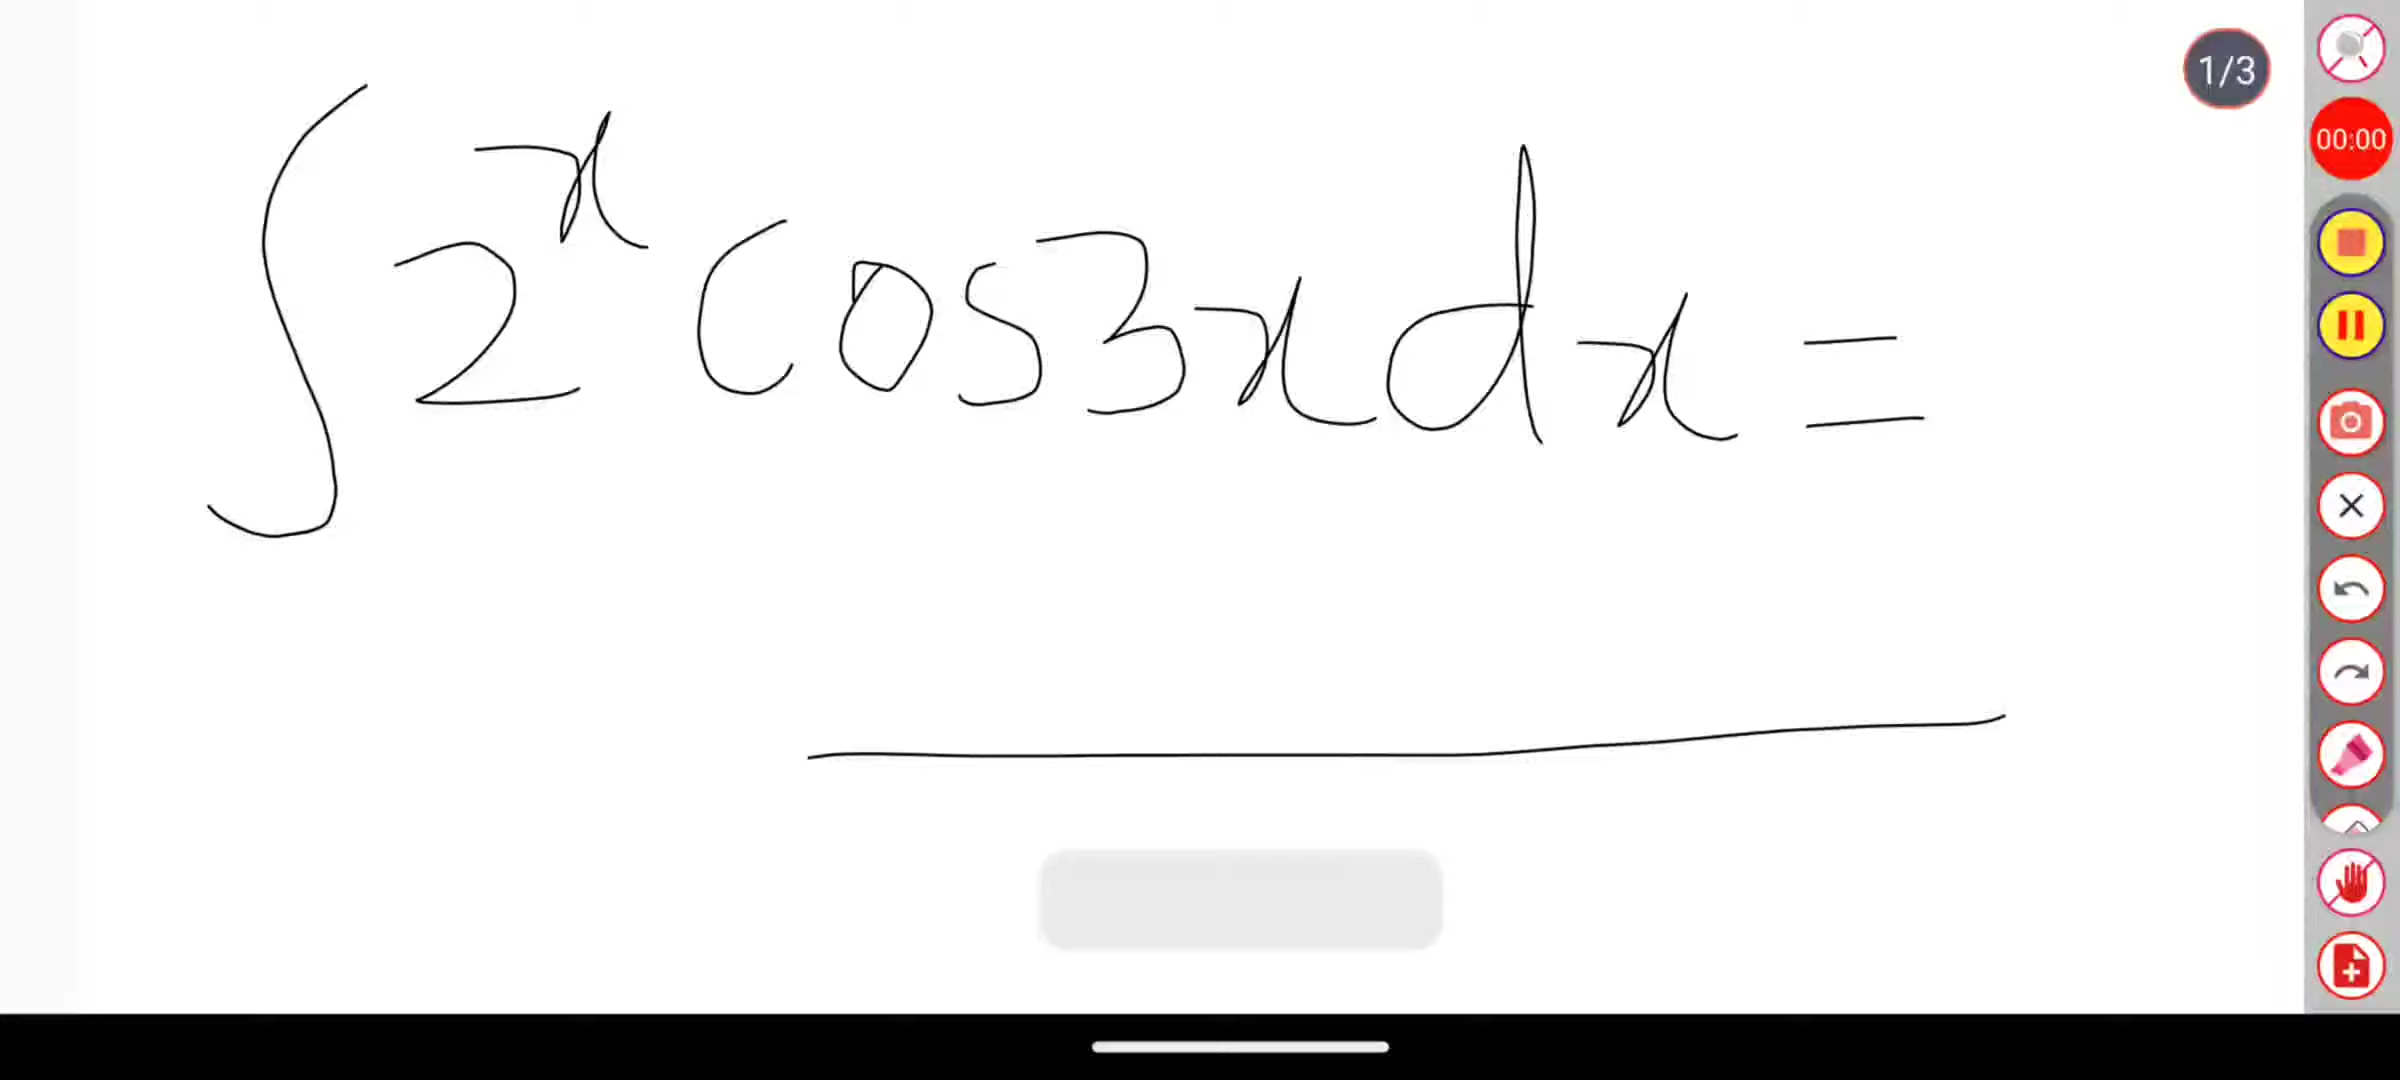 1/3
00:00
∫2^x cos3x dx =